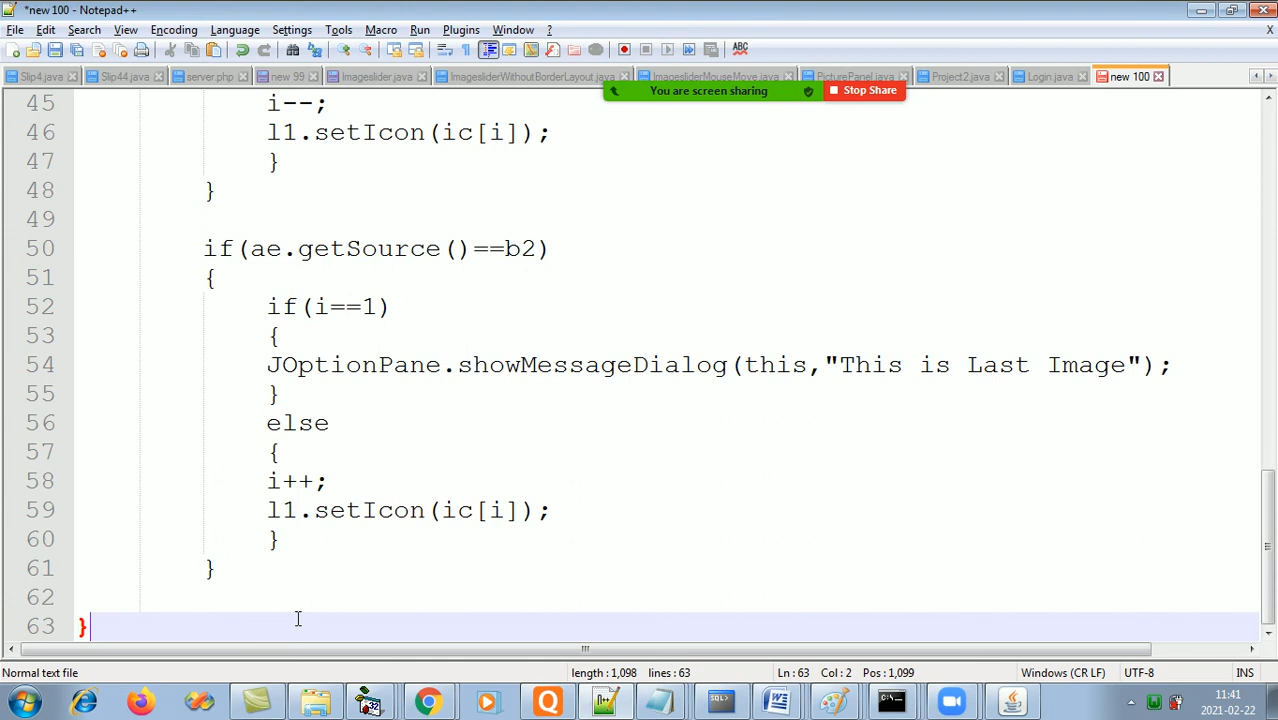 *new 100 - Notepad++
File Edit Search View Encoding Language Settings Tools Macro Run Plugins Window ? X
Slip4.java Slip44.java server.php new 99 Imageslider.java ImagesliderWithoutBorderLayout.java ImagesliderMouseMove.java PicturePanel.java Project2.java Login.java new 100
You are screen sharing Stop Share
45 i--;
46 l1.setIcon(ic[i]);
47 }
48 }
49
50 if(ae.getSource()==b2)
51 {
52 if(i==1)
53 {
54 JOptionPane.showMessageDialog(this,"This is Last Image");
55 }
56 else
57 {
58 i++;
59 l1.setIcon(ic[i]);
60 }
61 }
62
63 }
Normal text file length : 1,098 lines : 63 Ln : 63 Col : 2 Pos : 1,099 Windows (CR LF) UTF-8 INS
11:41
2021-02-22